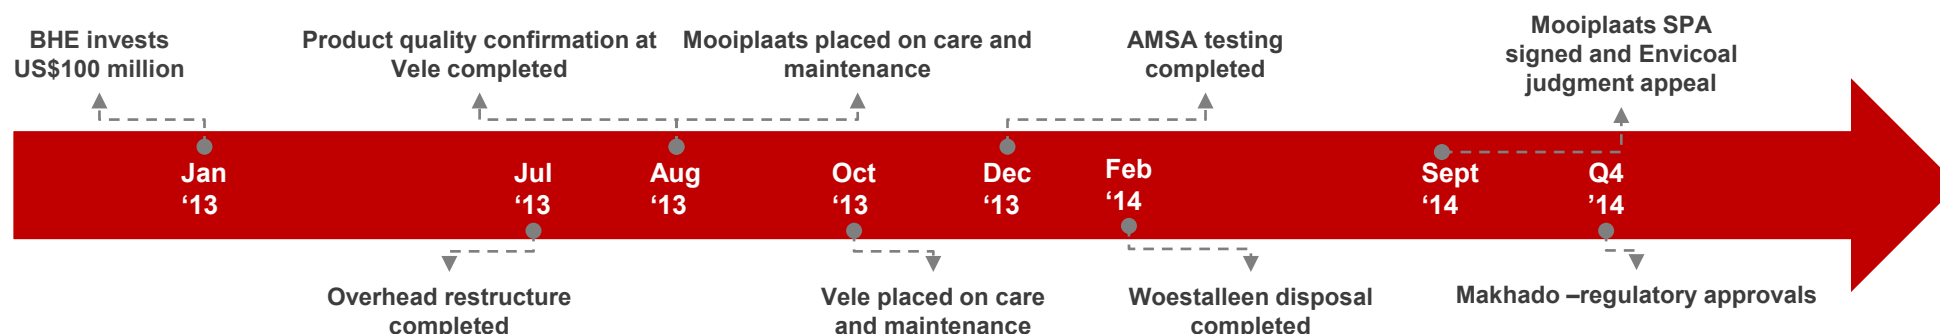 BHE invests
US$100 million
Product quality confirmation at
Vele completed
Mooiplaats placed on care and
maintenance
AMSA testing
completed
Mooiplaats SPA
signed and Envicoal
judgment appeal
Jan
‘13
Jul
‘13
Aug
‘13
Oct
‘13
Dec
‘13
Feb
‘14
Sept
‘14
Q4
’14
Overhead restructure
completed
Vele placed on care
and maintenance
Woestalleen disposal
completed
Makhado –regulatory approvals